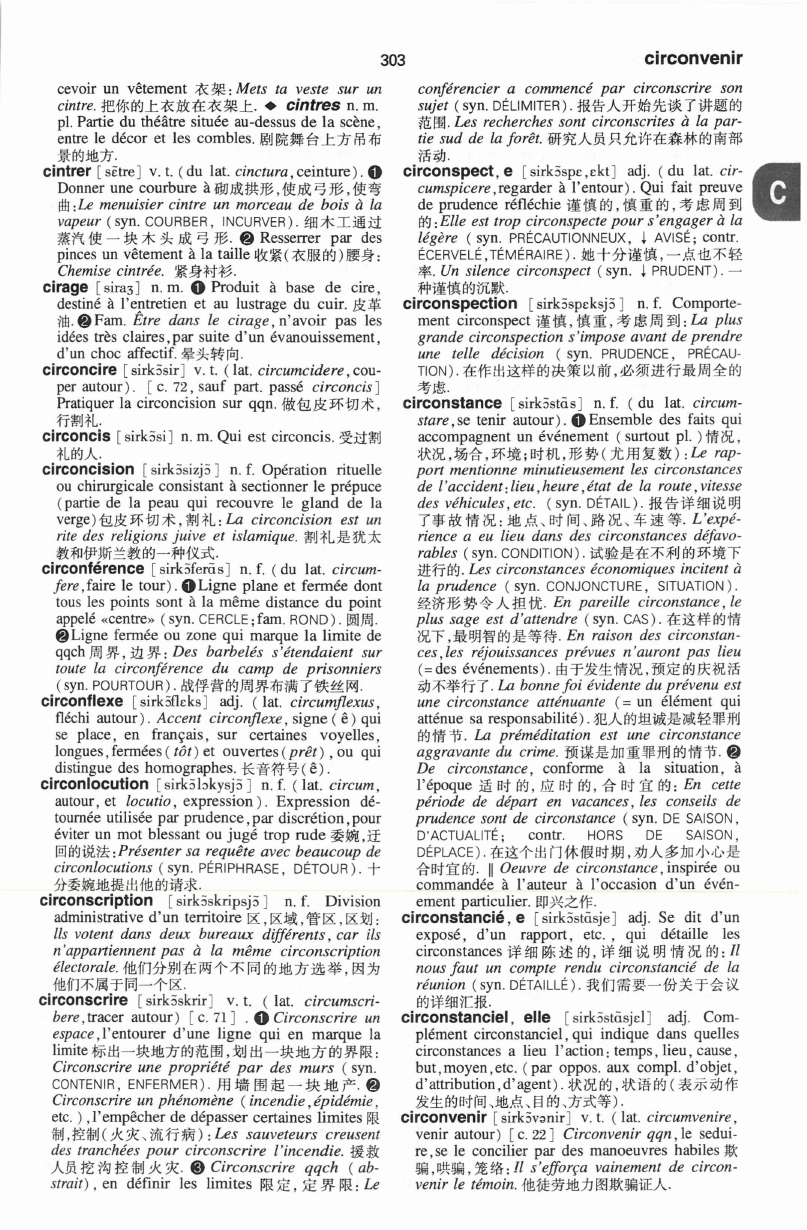 303
circonvenir
cevoir un vêtement 衣架:Mets ta veste sur un
cintre. 把你的上衣放在衣架上. ◆ cintres n. m.
pl. Partie du théâtre située au-dessus de la scène,
entre le décor et les combles. 剧院舞台上方吊布
景的地方.
cintrer [sɛ̃tre] v. t. (du lat. cinctura,ceinture). ❶
Donner une courbure à 砌成拱形,使成弓形,使弯
曲:Le menuisier cintre un morceau de bois à la
vapeur (syn. COURBER, INCURVER). 细木工通过
蒸汽使一块木头成弓形. ❷ Resserrer par des
pinces un vêtement à la taille 收紧(衣服的)腰身:
Chemise cintrée. 紧身衬衫.
cirage [siraʒ] n. m. ❶ Produit à base de cire,
destiné à l'entretien et au lustrage du cuir. 皮革
油. ❷ Fam. Être dans le cirage,n'avoir pas les
idées très claires,par suite d'un évanouissement,
d'un choc affectif. 晕头转向.
circoncire [sirkɔ̃sir] v. t. (lat. circumcidere,cou-
per autour). [c. 72, sauf part. passé circoncis]
Pratiquer la circoncision sur qqn. 做包皮环切术,
行割礼.
circoncis [sirkɔ̃si] n. m. Qui est circoncis. 受过割
礼的人.
circoncision [sirkɔ̃sizjɔ̃] n. f. Opération rituelle
ou chirurgicale consistant à sectionner le prépuce
(partie de la peau qui recouvre le gland de la
verge)包皮环切术,割礼:La circoncision est un
rite des religions juive et islamique. 割礼是犹太
教和伊斯兰教的一种仪式.
circonférence [sirkɔ̃ferɑ̃s] n. f. (du lat. circum-
fere,faire le tour). ❶Ligne plane et fermée dont
tous les points sont à la même distance du point
appelé «centre» (syn. CERCLE;fam. ROND). 圆周.
❷Ligne fermée ou zone qui marque la limite de
qqch 周界,边界:Des barbelés s'étendaient sur
toute la circonférence du camp de prisonniers
(syn. POURTOUR). 战俘营的周界布满了铁丝网.
circonflexe [sirkɔ̃flɛks] adj. (lat. circumflexus,
fléchi autour). Accent circonflexe,signe (ê) qui
se place, en français, sur certaines voyelles,
longues,fermées (tôt) et ouvertes (prêt), ou qui
distingue des homographes. 长音符号(ê).
circonlocution [sirkɔ̃lɔkysjɔ̃] n. f. (lat. circum,
autour, et locutio, expression). Expression dé-
tournée utilisée par prudence,par discrétion,pour
éviter un mot blessant ou jugé trop rude 委婉,迂
回的说法:Présenter sa requête avec beaucoup de
circonlocutions (syn. PÉRIPHRASE, DÉTOUR). 十
分委婉地提出他的请求.
circonscription [sirkɔ̃skripsjɔ̃] n. f. Division
administrative d'un territoire 区,区域,管区,区划:
Ils votent dans deux bureaux différents, car ils
n'appartiennent pas à la même circonscription
électorale. 他们分别在两个不同的地方选举,因为
他们不属于同一个区.
circonscrire [sirkɔ̃skrir] v. t. (lat. circumscri-
bere,tracer autour) [c. 71]. ❶ Circonscrire un
espace,l'entourer d'une ligne qui en marque la
limite 标出一块地方的范围,划出一块地方的界限:
Circonscrire une propriété par des murs (syn.
CONTENIR, ENFERMER). 用墙围起一块地产. ❷
Circonscrire un phénomène (incendie,épidémie,
etc.),l'empêcher de dépasser certaines limites 限
制,控制(火灾、流行病):Les sauveteurs creusent
des tranchées pour circonscrire l'incendie. 援救
人员挖沟控制火灾. ❸ Circonscrire qqch (ab-
strait), en définir les limites 限定,定界限:Le
conférencier a commencé par circonscrire son
sujet (syn. DÉLIMITER). 报告人开始先谈了讲题的
范围. Les recherches sont circonscrites à la par-
tie sud de la forêt. 研究人员只允许在森林的南部
活动.
circonspect, e [sirkɔ̃spɛ,ɛkt] adj. (du lat. cir-
cumspicere,regarder à l'entour). Qui fait preuve
de prudence réfléchie 谨慎的,慎重的,考虑周到
的:Elle est trop circonspecte pour s'engager à la
légère (syn. PRÉCAUTIONNEUX, ↓ AVISÉ; contr.
ÉCERVELÉ,TÉMÉRAIRE). 她十分谨慎,一点也不轻
率. Un silence circonspect (syn. ↓ PRUDENT). 一
种谨慎的沉默.
circonspection [sirkɔ̃spɛksjɔ̃] n. f. Comporte-
ment circonspect 谨慎,慎重,考虑周到:La plus
grande circonspection s'impose avant de prendre
une telle décision (syn. PRUDENCE, PRÉCAU-
TION). 在作出这样的决策以前,必须进行最周全的
考虑.
circonstance [sirkɔ̃stɑ̃s] n. f. (du lat. circum-
stare,se tenir autour). ❶Ensemble des faits qui
accompagnent un événement (surtout pl.)情况,
状况,场合,环境;时机,形势(尤用复数):Le rap-
port mentionne minutieusement les circonstances
de l'accident:lieu,heure,état de la route,vitesse
des véhicules,etc. (syn. DÉTAIL). 报告详细说明
了事故情况:地点、时间、路况、车速等. L'expé-
rience a eu lieu dans des circonstances défavo-
rables (syn. CONDITION). 试验是在不利的环境下
进行的. Les circonstances économiques incitent à
la prudence (syn. CONJONCTURE, SITUATION).
经济形势令人担忧. En pareille circonstance, le
plus sage est d'attendre (syn. CAS). 在这样的情
况下,最明智的是等待. En raison des circonstan-
ces,les réjouissances prévues n'auront pas lieu
(=des événements). 由于发生情况,预定的庆祝活
动不举行了. La bonne foi évidente du prévenu est
une circonstance atténuante (= un élément qui
atténue sa responsabilité). 犯人的坦诚是减轻罪刑
的情节. La préméditation est une circonstance
aggravante du crime. 预谋是加重罪刑的情节. ❷
De circonstance, conforme à la situation, à
l'époque 适时的,应时的,合时宜的:En cette
période de départ en vacances, les conseils de
prudence sont de circonstance (syn. DE SAISON,
D'ACTUALITÉ; contr. HORS DE SAISON,
DÉPLACE). 在这个出门休假时期,劝人多加小心是
合时宜的. ‖ Oeuvre de circonstance,inspirée ou
commandée à l'auteur à l'occasion d'un évén-
ement particulier. 即兴之作.
circonstancié, e [sirkɔ̃stɑ̃sje] adj. Se dit d'un
exposé, d'un rapport, etc., qui détaille les
circonstances 详细陈述的,详细说明情况的:Il
nous faut un compte rendu circonstancié de la
réunion (syn. DÉTAILLÉ). 我们需要一份关于会议
的详细汇报.
circonstanciel, elle [sirkɔ̃stɑ̃sjɛl] adj. Com-
plément circonstanciel,qui indique dans quelles
circonstances a lieu l'action:temps, lieu, cause,
but,moyen,etc. (par oppos. aux compl. d'objet,
d'attribution,d'agent). 状况的,状语的(表示动作
发生的时间、地点、目的、方式等).
circonvenir [sirkɔ̃vənir] v. t. (lat. circumvenire,
venir autour) [c. 22] Circonvenir qqn,le sedui-
re,se le concilier par des manoeuvres habiles 欺
骗,哄骗,笼络:Il s'efforça vainement de circon-
venir le témoin. 他徒劳地力图欺骗证人.
C